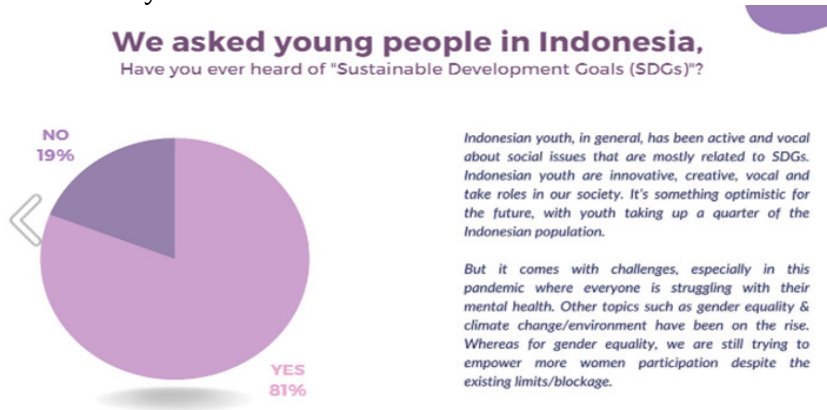 We asked young people in Indonesia,
Have you ever heard of "Sustainable Development Goals (SDGs)"?
NO
19%
YES
81%
Indonesian youth, in general, has been active and vocal
about social issues that are mostly related to SDGs.
Indonesian youth are innovative, creative, vocal and
take roles in our society. It's something optimistic for
the future, with youth taking up a quarter of the
Indonesian population.
But it comes with challenges, especially in this
pandemic where everyone is struggling with their
mental health. Other topics such as gender equality &
climate change/environment have been on the rise.
Whereas for gender equality, we are still trying to
empower more women participation despite the
existing limits/blockage.